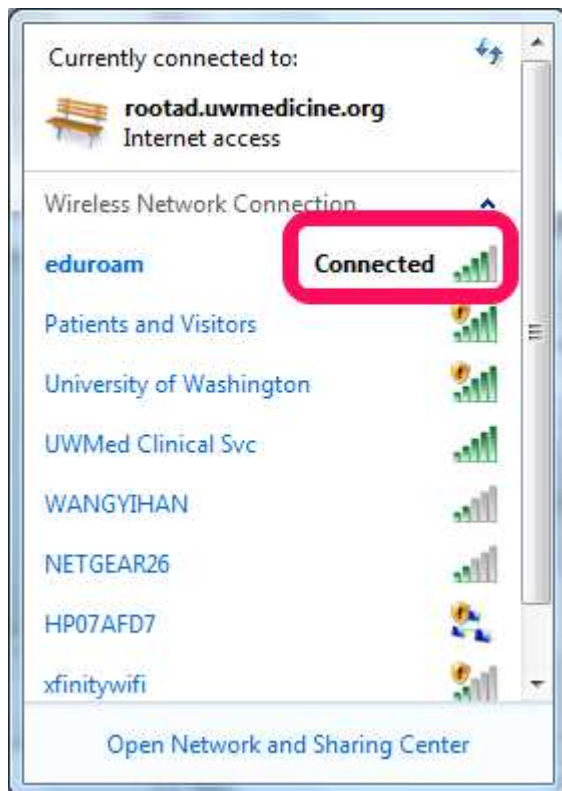 Currently connected to:
rootad.uwmedicine.org
Internet access
Wireless Network Connection
eduroam Connected
Patients and Visitors
University of Washington
UWMed Clinical Svc
WANGYIHAN
NETGEAR26
HP07AFD7
xfinitywifi
Open Network and Sharing Center